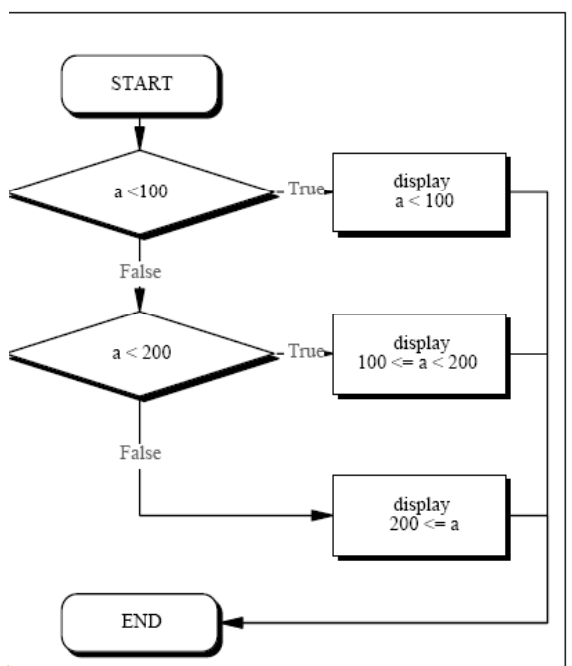 START
a <100
True
display
a < 100
False
a < 200
True
display
100 <= a < 200
False
display
200 <= a
END